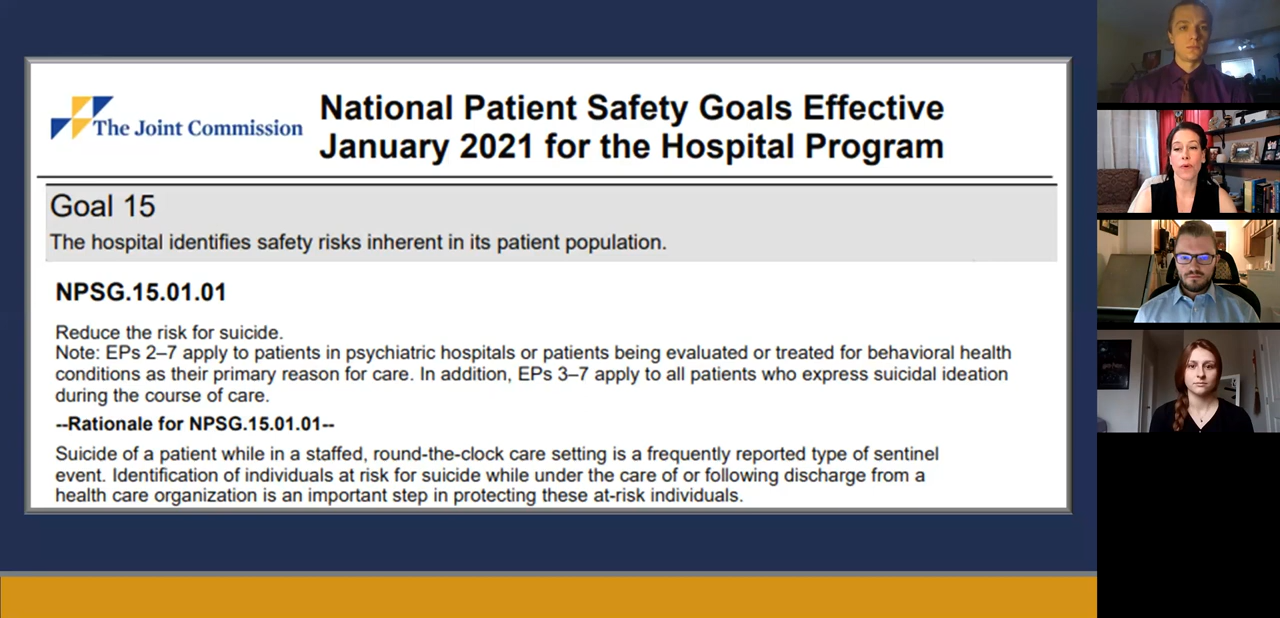 The Joint Commission
National Patient Safety Goals Effective
January 2021 for the Hospital Program
Goal 15
The hospital identifies safety risks inherent in its patient population.
NPSG.15.01.01
Reduce the risk for suicide.
Note: EPs 2–7 apply to patients in psychiatric hospitals or patients being evaluated or treated for behavioral health
conditions as their primary reason for care. In addition, EPs 3–7 apply to all patients who express suicidal ideation
during the course of care.
--Rationale for NPSG.15.01.01--
Suicide of a patient while in a staffed, round-the-clock care setting is a frequently reported type of sentinel
event. Identification of individuals at risk for suicide while under the care of or following discharge from a
health care organization is an important step in protecting these at-risk individuals.